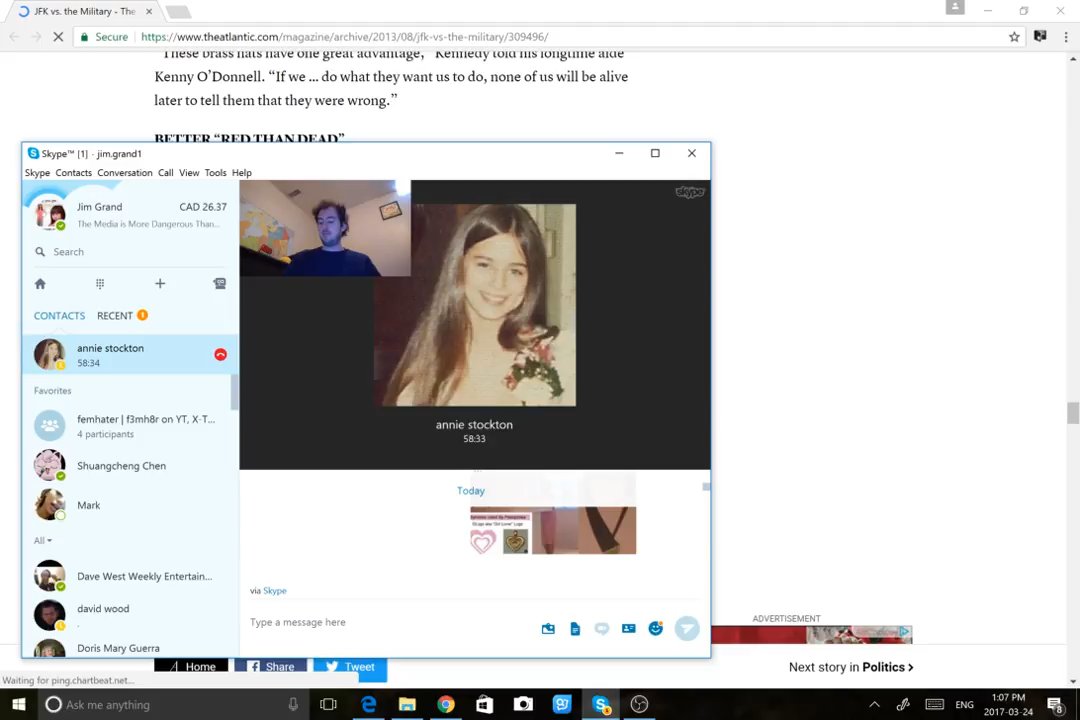 JFK vs. the Military - The
Secure https://www.theatlantic.com/magazine/archive/2013/08/jfk-vs-the-military/309496/
"These brass hats have one great advantage," Kennedy told his longtime aide
Kenny O'Donnell. "If we ... do what they want us to do, none of us will be alive
later to tell them that they were wrong."
BETTER "RED THAN DEAD"
Skype™ [1] - jim.grand1
Skype Contacts Conversation Call View Tools Help
skype
Jim Grand CAD 26.37
The Media is More Dangerous Than...
Search
CONTACTS RECENT
annie stockton
58:34
Favorites
femhater | f3mh8r on YT, X-T...
4 participants
Shuangcheng Chen
Mark
All
Dave West Weekly Entertain...
david wood
Doris Mary Guerra
annie stockton
58:33
Today
via Skype
Type a message here
ADVERTISEMENT
Home Share Tweet
Next story in Politics >
Waiting for ping.chartbeat.net...
Ask me anything
ENG
1:07 PM
2017-03-24
8